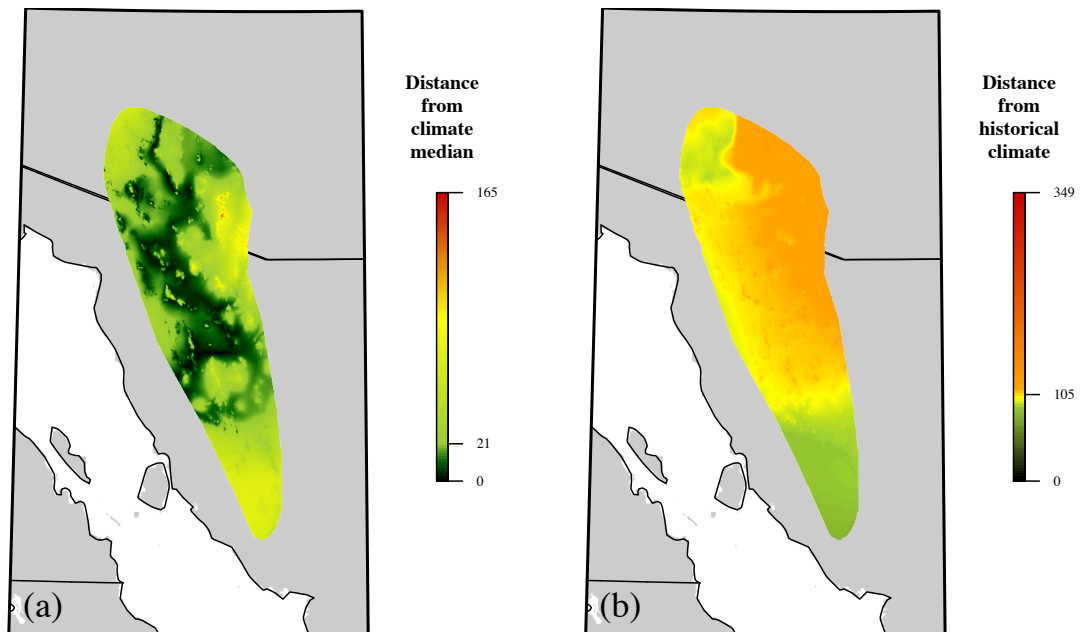 Distance
from
climate
median
165
21
0
(a)
Distance
from
historical
climate
349
105
0
(b)